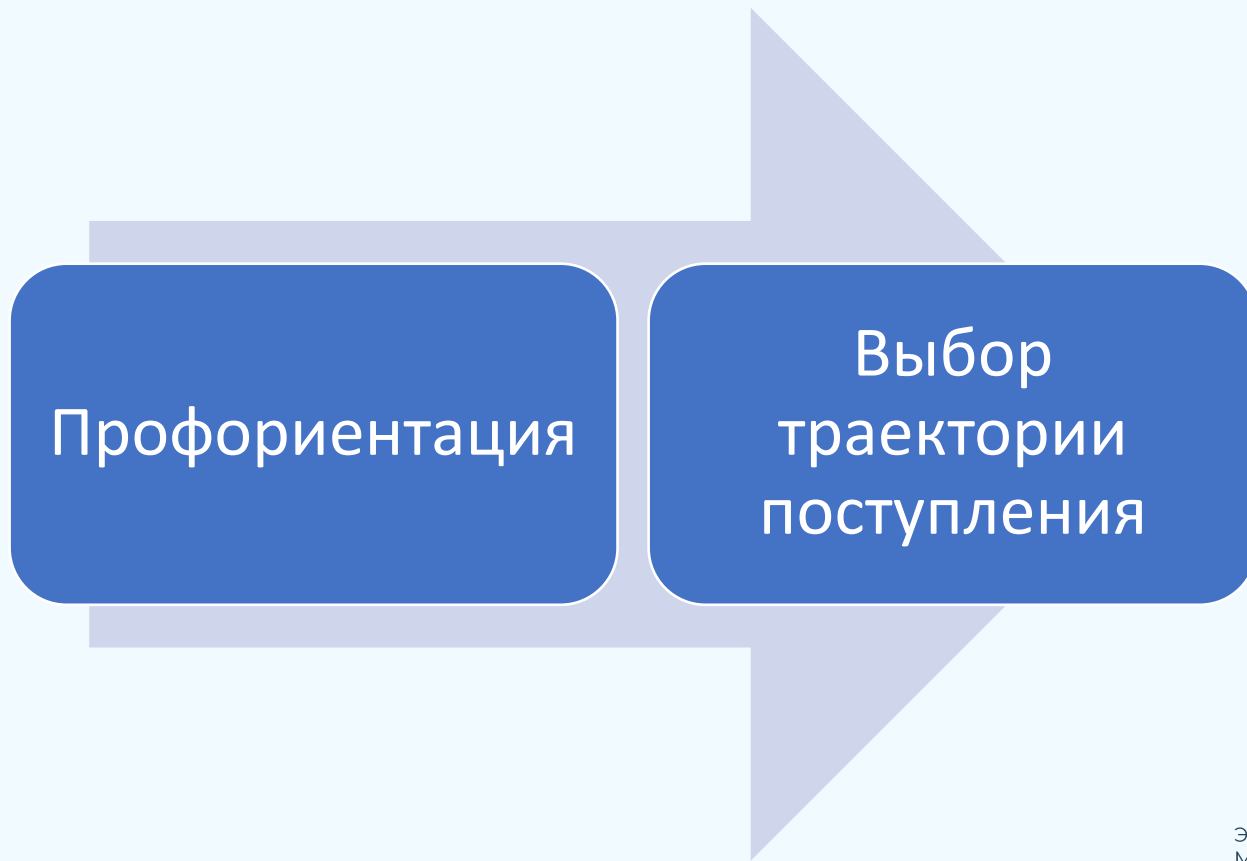 Профориентация
Выбор
траектории
поступления